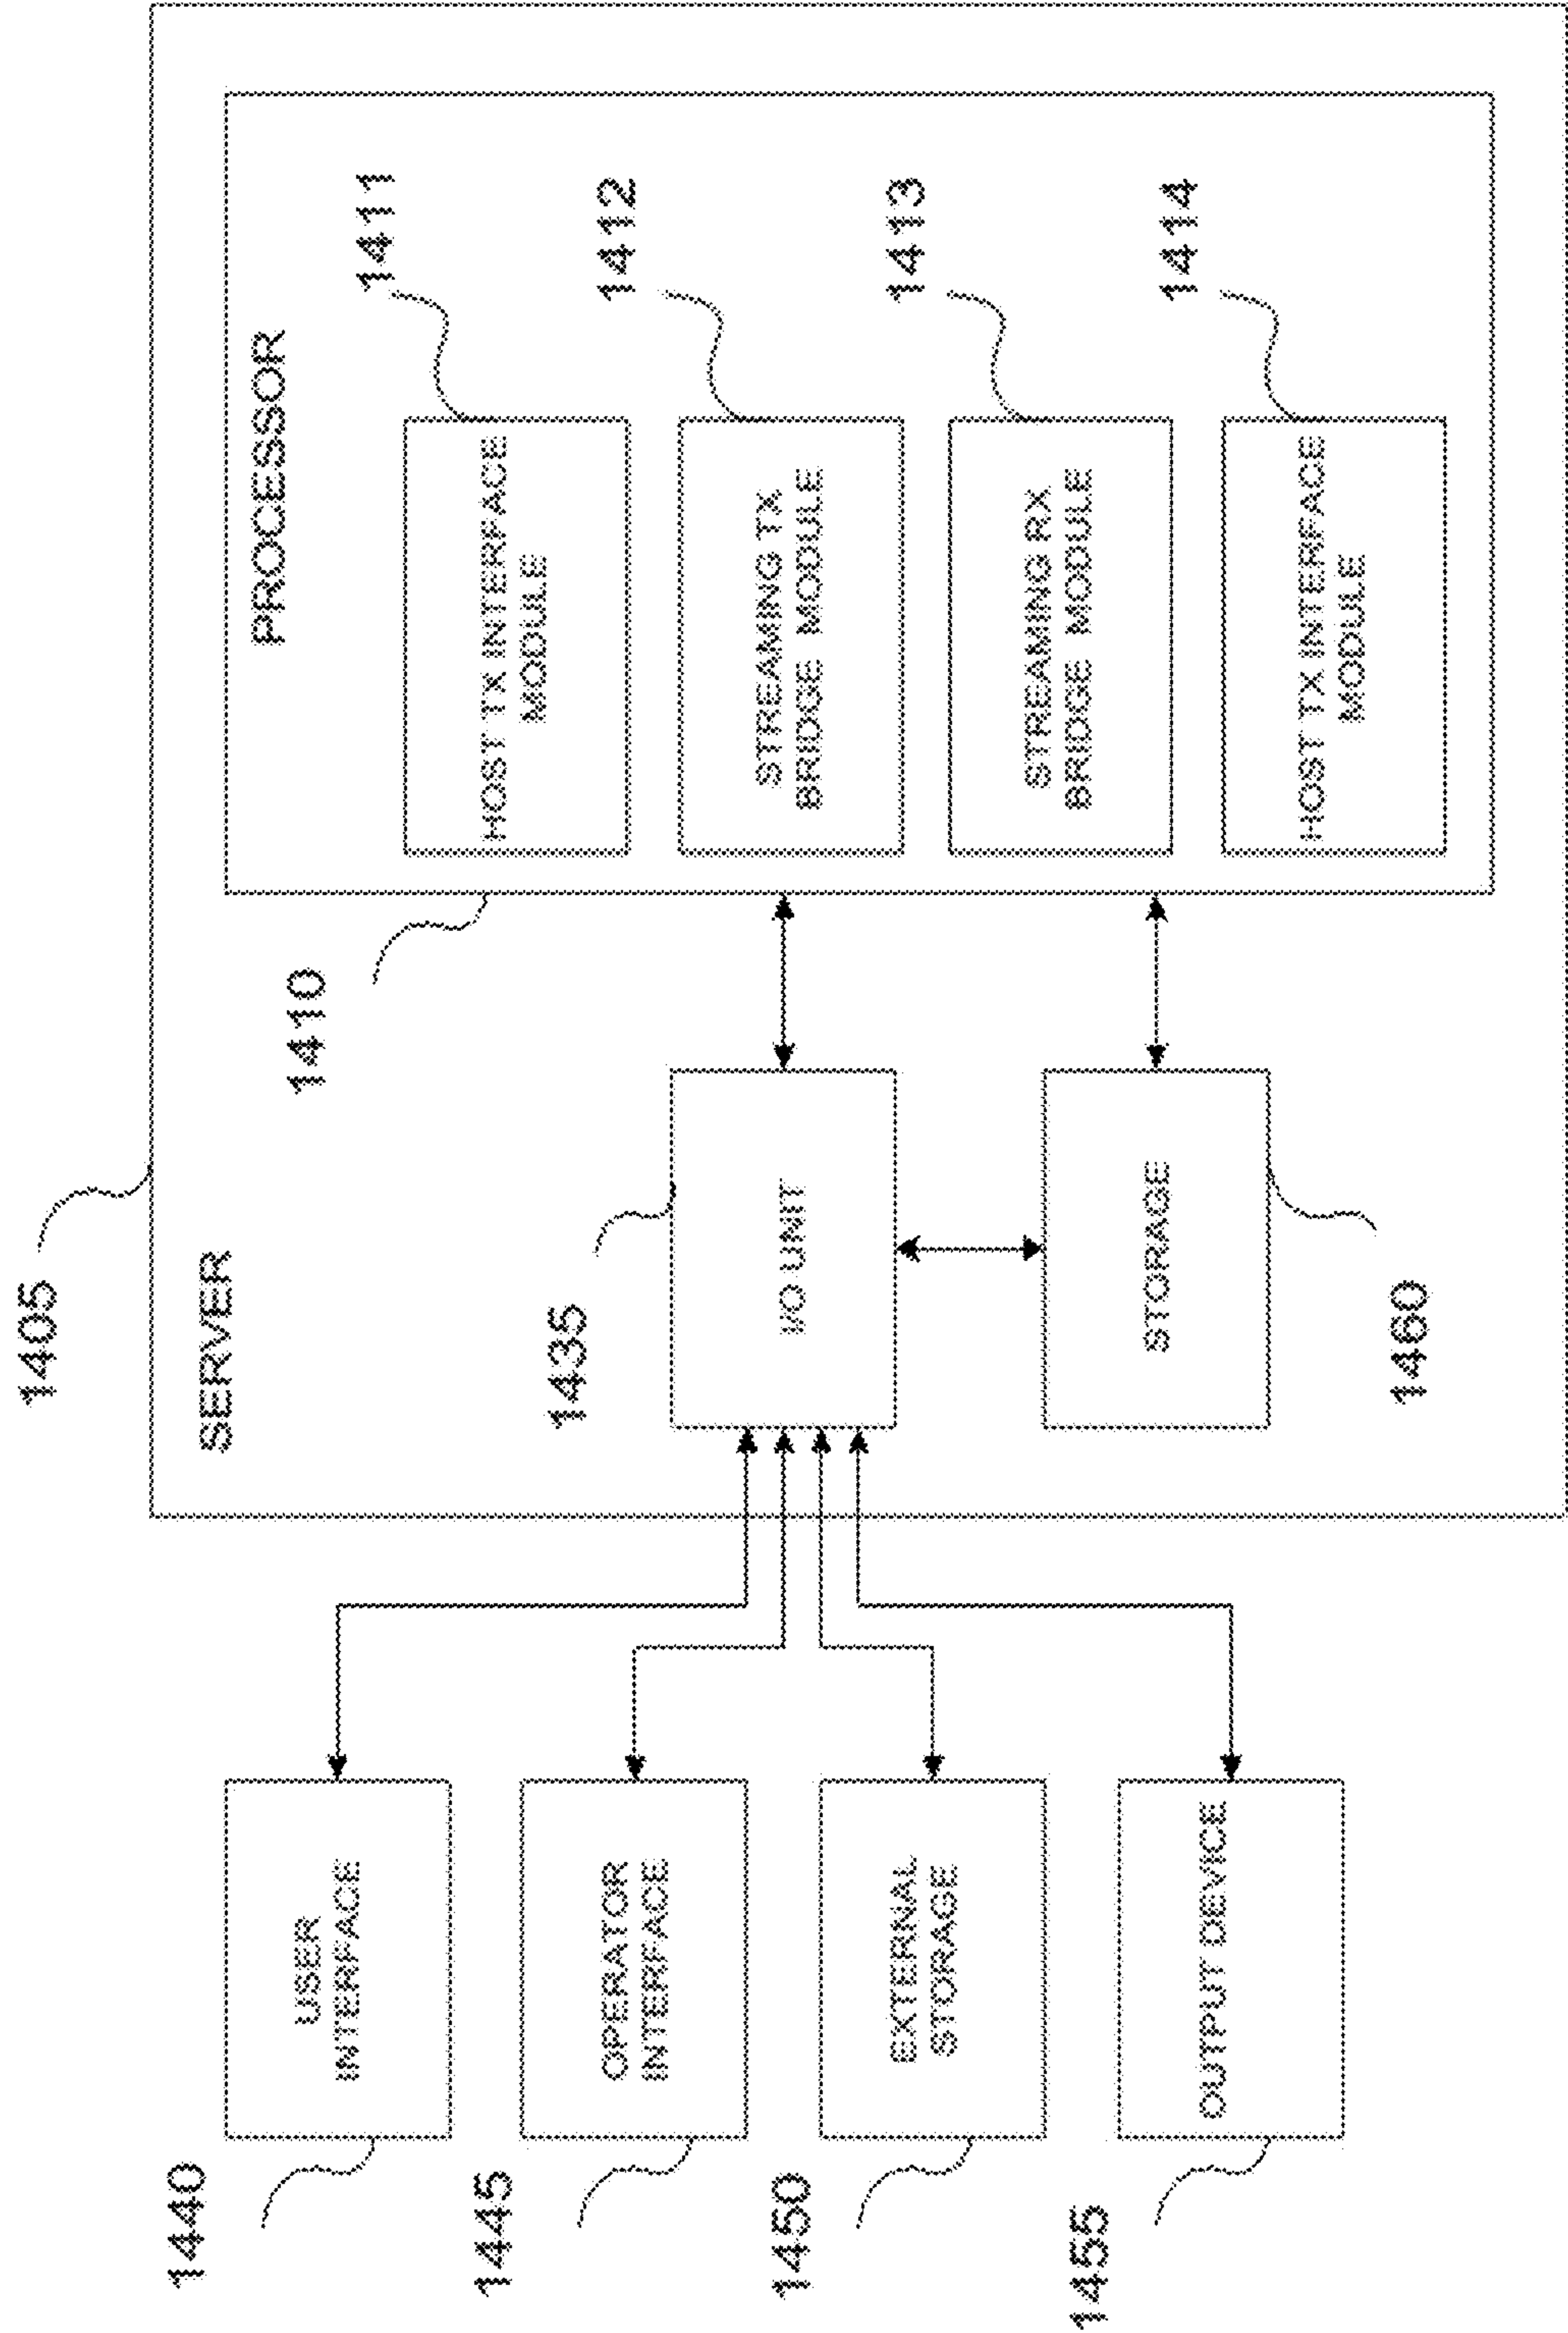 1405
SERVER
PROCESSOR
1410
HOST TX INTERFACE
MODULE
1411
STREAMING TX
BRIDGE MODULE
1412
STREAMING RX
BRIDGE MODULE
1413
HOST TX INTERFACE
MODULE
1414
1435
I/O UNIT
STORAGE
1460
1440
USER
INTERFACE
1445
OPERATOR
INTERFACE
1450
EXTERNAL
STORAGE
1455
OUTPUT DEVICE